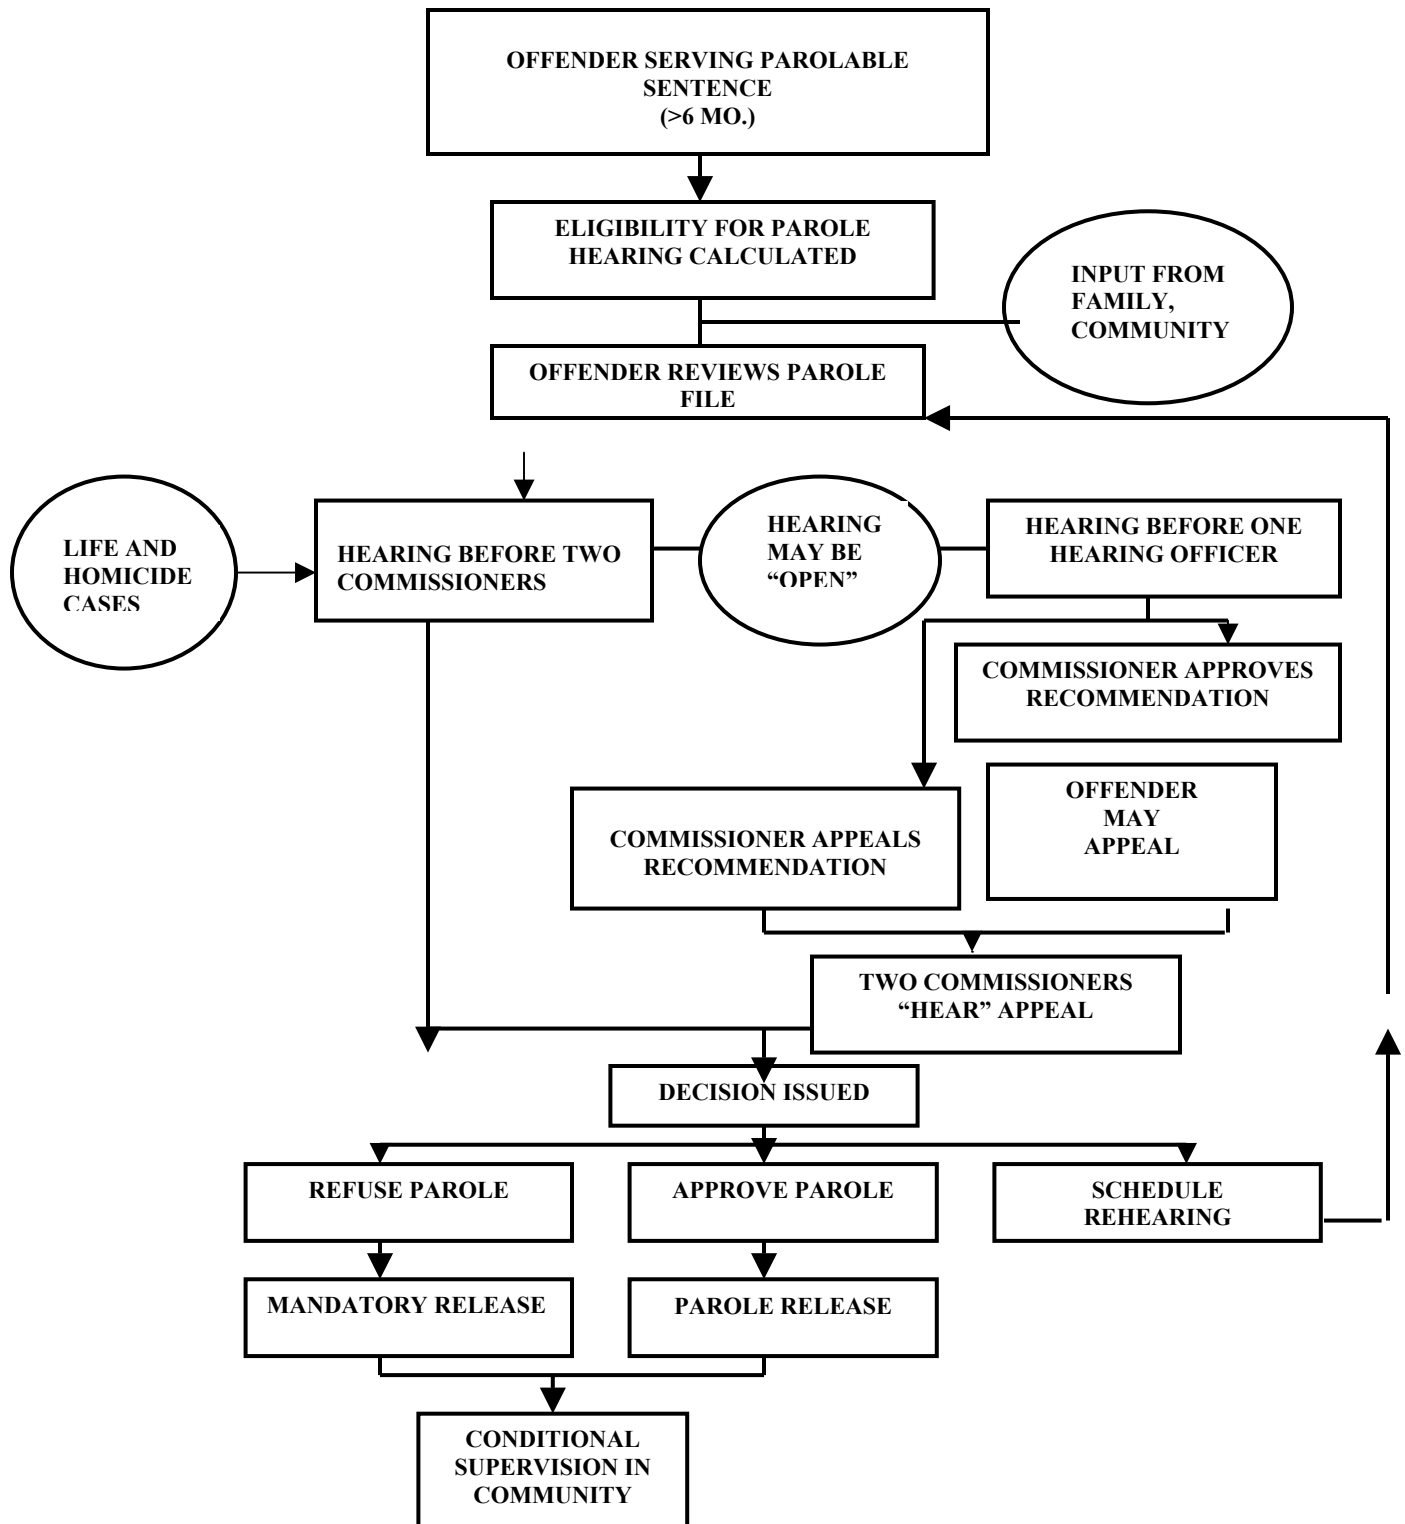 OFFENDER SERVING PAROLABLE
SENTENCE
(>6 MO.)
ELIGIBILITY FOR PAROLE
HEARING CALCULATED
INPUT FROM
FAMILY,
COMMUNITY
OFFENDER REVIEWS PAROLE
FILE
LIFE AND
HOMICIDE
CASES
HEARING BEFORE TWO
COMMISSIONERS
HEARING
MAY BE
“OPEN”
HEARING BEFORE ONE
HEARING OFFICER
COMMISSIONER APPROVES
RECOMMENDATION
OFFENDER
MAY
APPEAL
COMMISSIONER APPEALS
RECOMMENDATION
TWO COMMISSIONERS
“HEAR” APPEAL
DECISION ISSUED
REFUSE PAROLE
APPROVE PAROLE
SCHEDULE
REHEARING
MANDATORY RELEASE
PAROLE RELEASE
CONDITIONAL
SUPERVISION IN
COMMUNITY